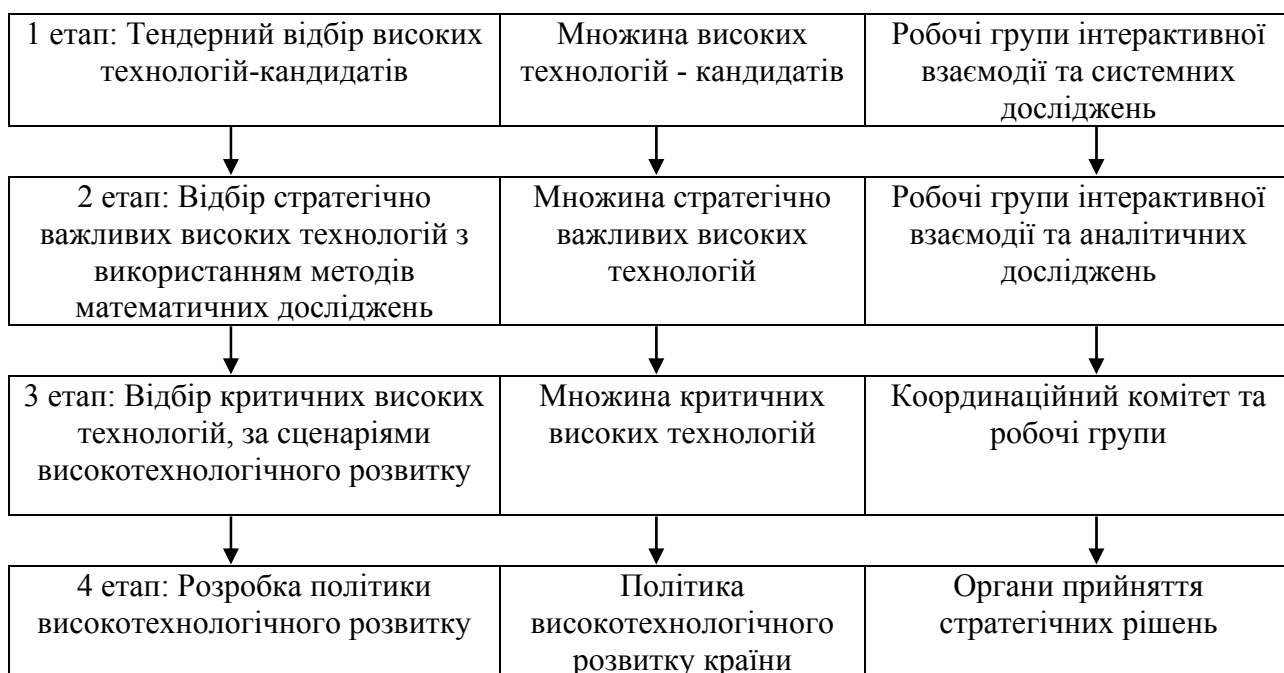 1 етап: Тендерний відбір високих
технологій-кандидатів
Множина високих
технологій - кандидатів
Робочі групи інтерактивної
взаємодії та системних
досліджень
2 етап: Відбір стратегічно
важливих високих технологій з
використанням методів
математичних досліджень
Множина стратегічно
важливих високих
технологій
Робочі групи інтерактивної
взаємодії та аналітичних
досліджень
3 етап: Відбір критичних високих
технологій, за сценаріями
високотехнологічного розвитку
Множина критичних
високих технологій
Координаційний комітет та
робочі групи
4 етап: Розробка політики
високотехнологічного розвитку
Політика
високотехнологічного
розвитку країни
Органи прийняття
стратегічних рішень